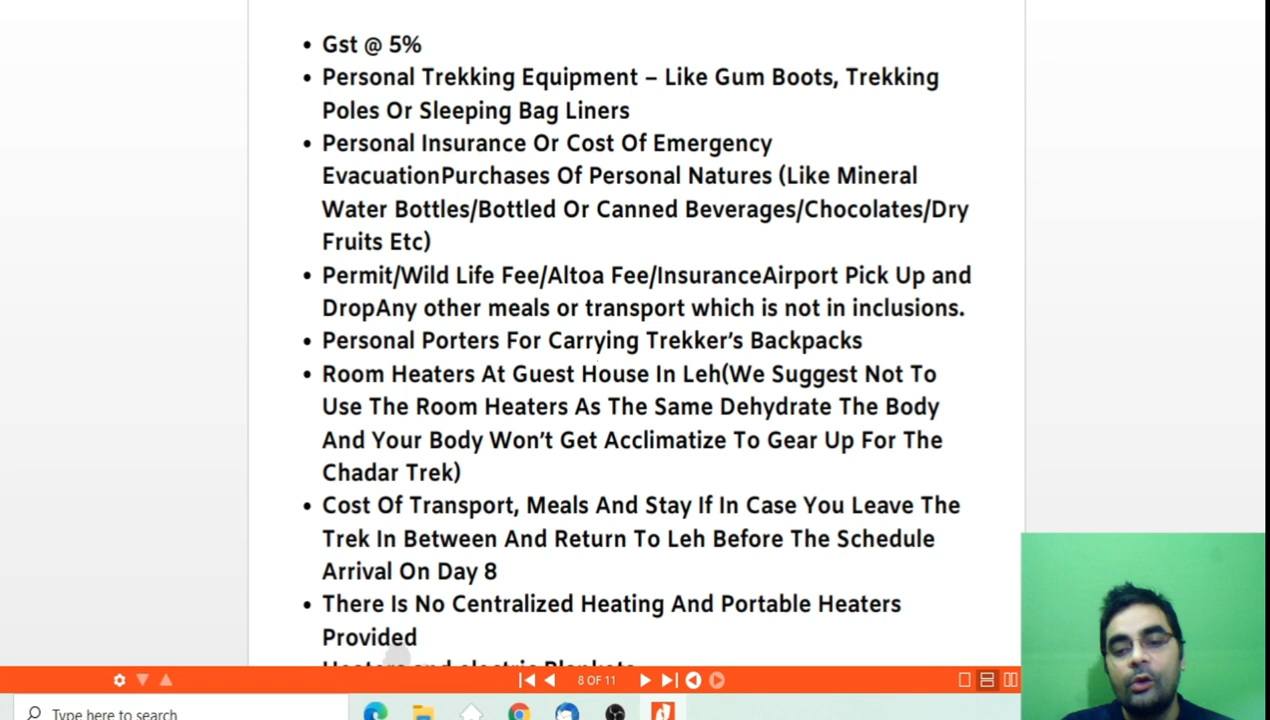 • Gst @ 5%
• Personal Trekking Equipment – Like Gum Boots, Trekking
Poles Or Sleeping Bag Liners
• Personal Insurance Or Cost Of Emergency
EvacuationPurchases Of Personal Natures (Like Mineral
Water Bottles/Bottled Or Canned Beverages/Chocolates/Dry
Fruits Etc)
• Permit/Wild Life Fee/Altoa Fee/InsuranceAirport Pick Up and
DropAny other meals or transport which is not in inclusions.
• Personal Porters For Carrying Trekker's Backpacks
• Room Heaters At Guest House In Leh(We Suggest Not To
Use The Room Heaters As The Same Dehydrate The Body
And Your Body Won't Get Acclimatize To Gear Up For The
Chadar Trek)
• Cost Of Transport, Meals And Stay If In Case You Leave The
Trek In Between And Return To Leh Before The Schedule
Arrival On Day 8
• There Is No Centralized Heating And Portable Heaters
Provided
Heaters and electric Blankets
8 OF 11
Type here to search